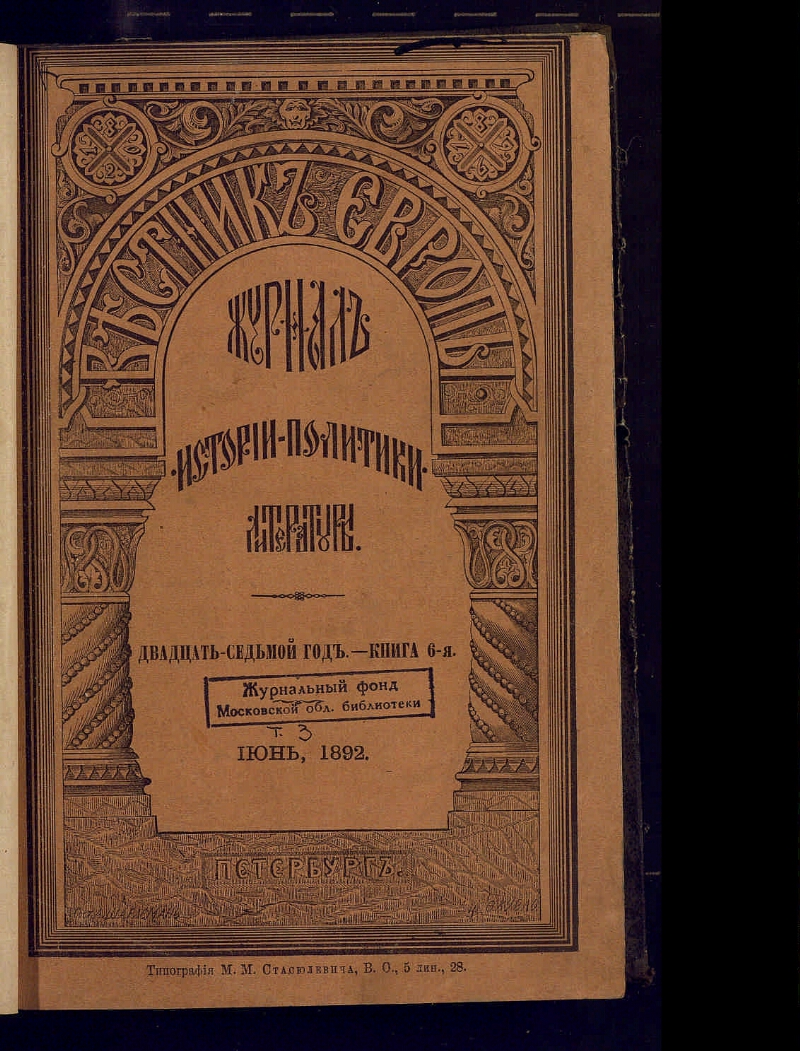 ВѢСТНИКЪ ЕВРОПЫ
ЖУРНАЛЪ
ИСТОРІИ-ПОЛИТИКИ
ЛИТЕРАТУРЫ.
ДВАДЦАТЬ-СЕДЬМОЙ ГОДЪ.—КНИГА 6-я.
Журнальный фонд
Московской обл. библиотеки
т. 3
ІЮНЬ, 1892.
ПЕТЕРБУРГЪ.
Типографія М. М. Стасюлевича, В. О., 5 лин., 28.